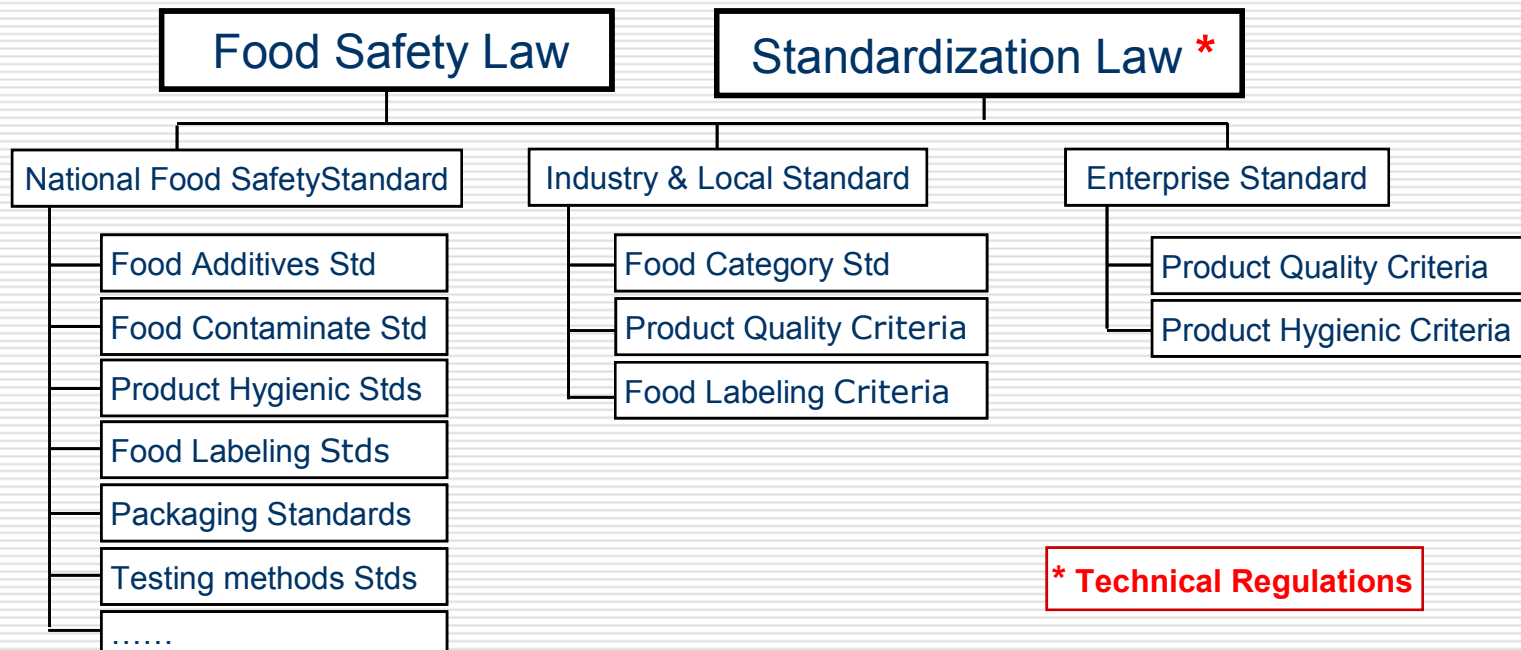 Food Safety Law
Standardization Law *
National Food SafetyStandard
Food Additives Std
Food Contaminate Std
Product Hygienic Stds
Food Labeling Stds
Packaging Standards
Testing methods Stds
......
Industry & Local Standard
Food Category Std
Product Quality Criteria
Food Labeling Criteria
Enterprise Standard
Product Quality Criteria
Product Hygienic Criteria
* Technical Regulations